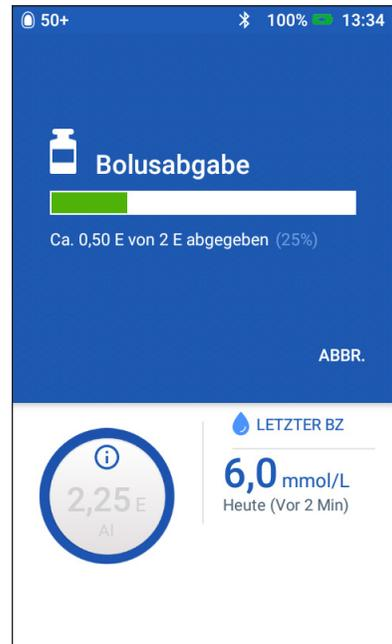 50+ 100% 13:34
Bolusabgabe
Ca. 0,50 E von 2 E abgegeben (25%)
ABBR.
LETZTER BZ
6,0 mmol/L
Heute (Vor 2 Min)
i
2,25 E
AI